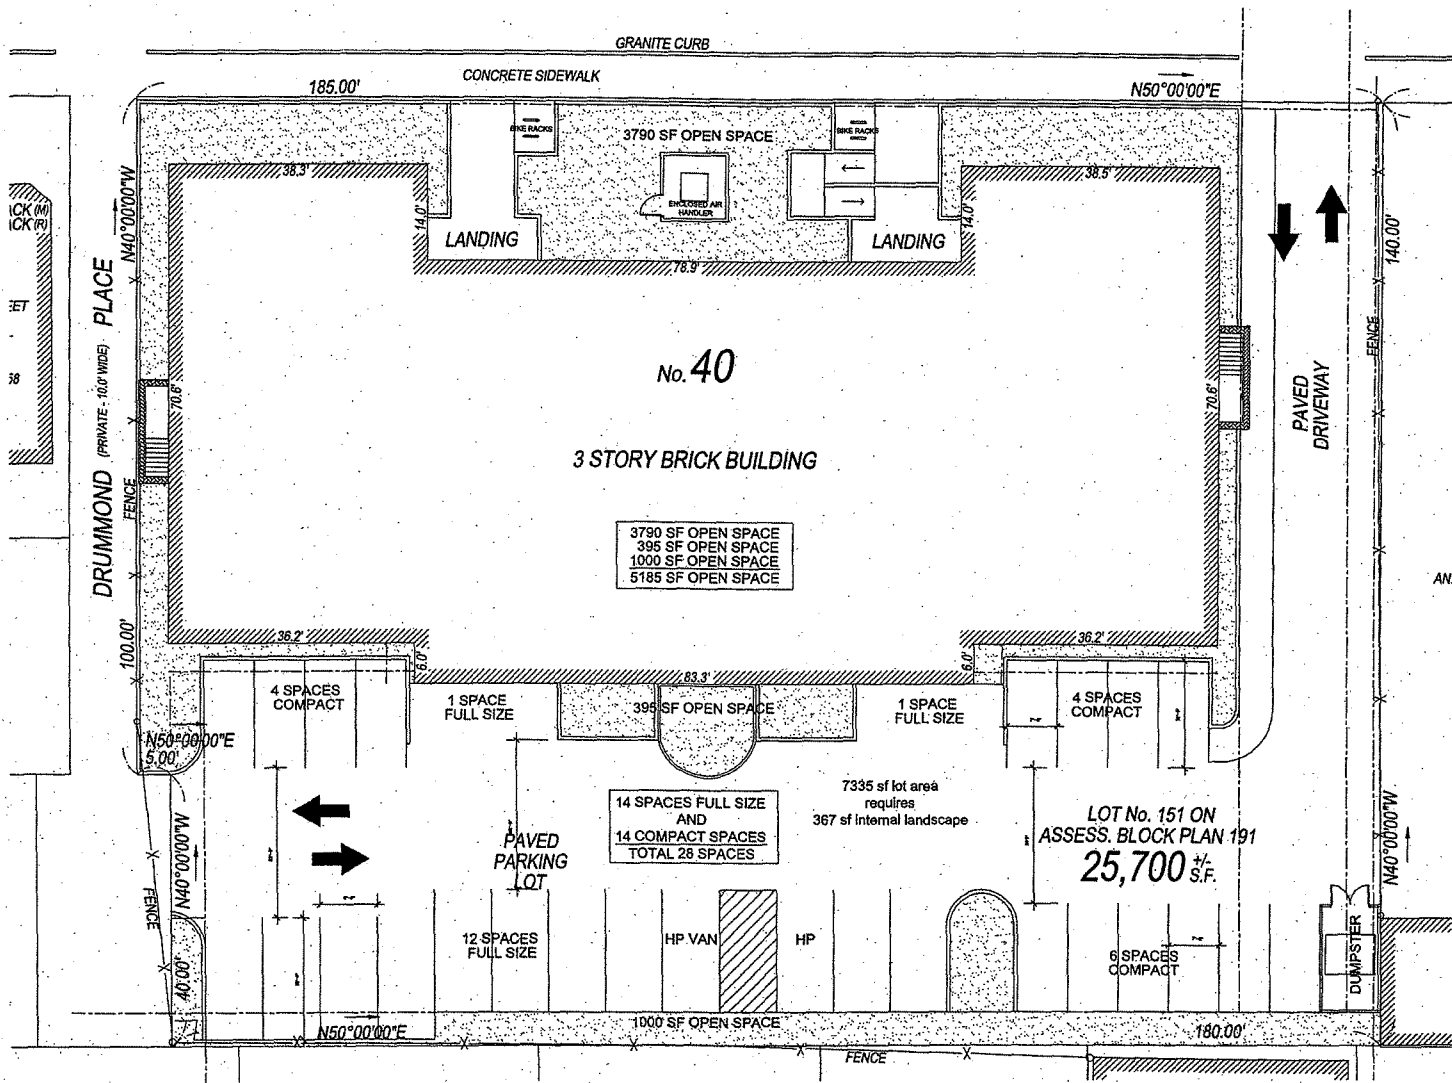 GRANITE CURB
CONCRETE SIDEWALK
185.00'
N50°00'00"E
BIKE RACKS
3790 SF OPEN SPACE
BIKE RACKS
38.3'
38.5'
N40°00'00"W
ENCLOSED AIR
HANDLER
14.0'
14.0'
ACK (M)
ACK (R)
LANDING
LANDING
140.00'
78.9'
DRUMMOND (PRIVATE - 10.0' WIDE) PLACE
EET
FENCE
No. 40
58
70.6'
70.6'
PAVED
DRIVEWAY
3 STORY BRICK BUILDING
FENCE
3790 SF OPEN SPACE
395 SF OPEN SPACE
1000 SF OPEN SPACE
5185 SF OPEN SPACE
AN
100.00'
36.2'
36.2'
6.0'
6.0'
83.3'
4 SPACES
COMPACT
1 SPACE
FULL SIZE
395 SF OPEN SPACE
1 SPACE
FULL SIZE
4 SPACES
COMPACT
N50°00'00"E
5.00'
7335 sf lot area
requires
367 sf internal landscape
14 SPACES FULL SIZE
AND
14 COMPACT SPACES
TOTAL 28 SPACES
LOT No. 151 ON
ASSESS. BLOCK PLAN 191
25,700 +/- S.F.
PAVED
PARKING
LOT
N40°00'00"W
N40°00'00"W
FENCE
12 SPACES
FULL SIZE
HP VAN
HP
6 SPACES
COMPACT
DUMPSTER
40.00'
N50°00'00"E
1000 SF OPEN SPACE
180.00'
FENCE